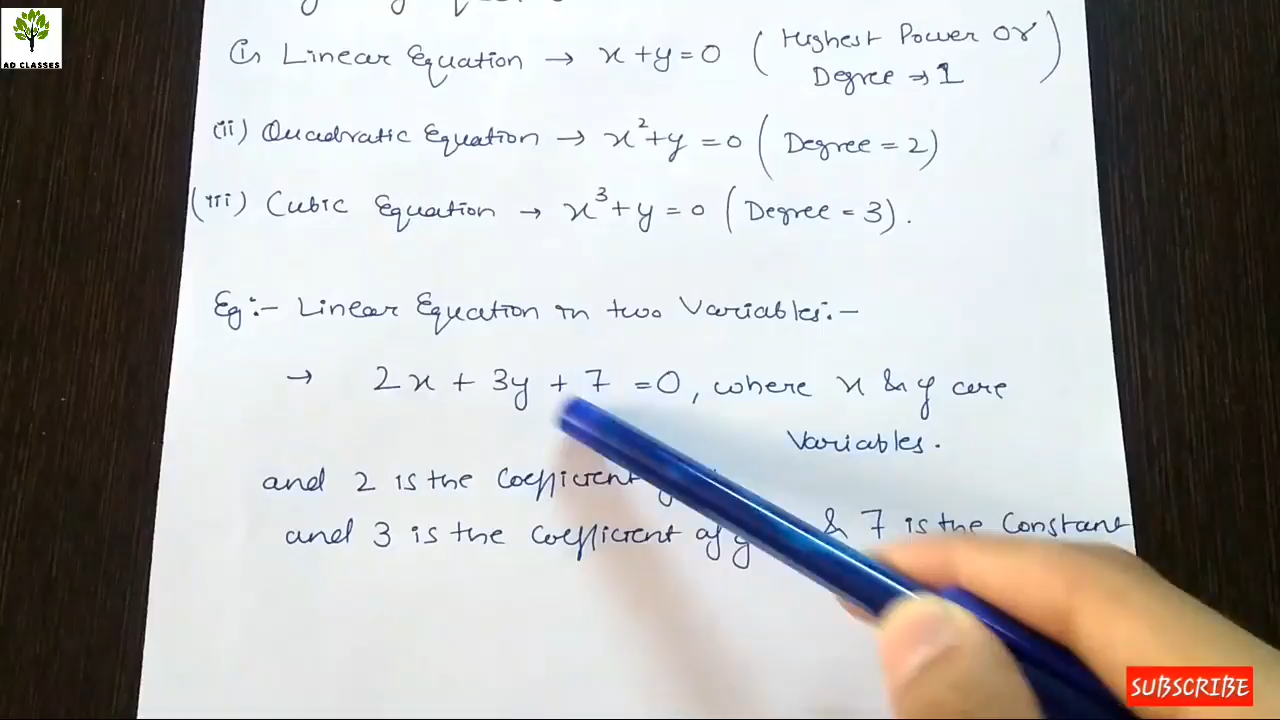 AD CLASSES
(i) Linear Equation → x + y = 0 ( Highest Power or
Degree ⇒ 1 )
(ii) Quadratic Equation → x² + y = 0 ( Degree = 2 )
(iii) Cubic Equation → x³ + y = 0 ( Degree = 3 ).
Eg :- Linear Equation in two Variables :-
→ 2x + 3y + 7 = 0, where x & y are
Variables.
and 2 is the coefficient
and 3 is the coefficient of y & 7 is the Constant
SUBSCRIBE